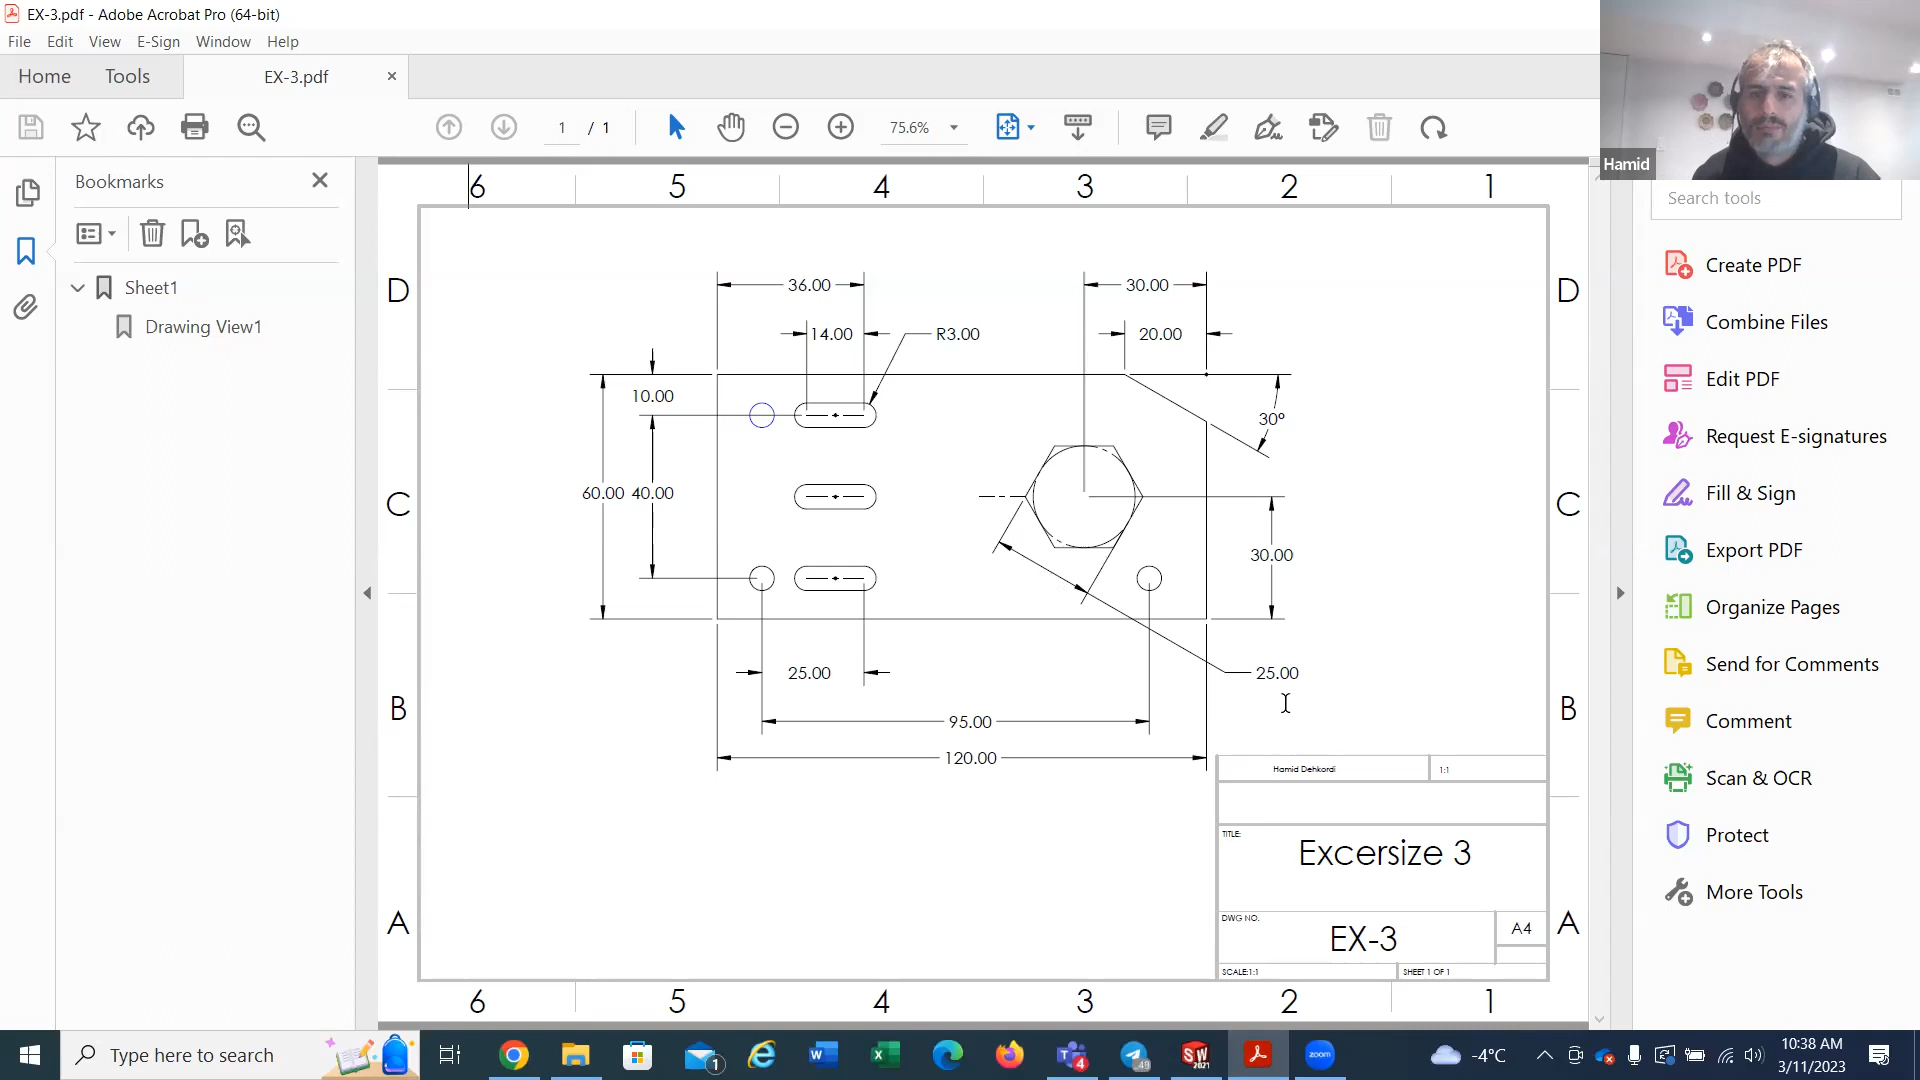 EX-3.pdf - Adobe Acrobat Pro (64-bit)
File Edit View E-Sign Window Help
Home Tools EX-3.pdf
1 / 1 75.6%
Hamid
Bookmarks
Sheet1
Drawing View1
6 5 4 3 2 1
D D
36.00 30.00
14.00 R3.00 20.00
10.00
30°
60.00 40.00
C C
30.00
25.00 25.00
B B
95.00
120.00
Hamid Dehkordi 1:1
TITLE:
Excersize 3
DWG NO.
EX-3 A4
A A
SCALE:1:1 SHEET 1 OF 1
6 5 4 3 2 1
Search tools
Create PDF
Combine Files
Edit PDF
Request E-signatures
Fill & Sign
Export PDF
Organize Pages
Send for Comments
Comment
Scan & OCR
Protect
More Tools
Type here to search
1
4
49
SW
2021
zoom
-4°C
10:38 AM
3/11/2023